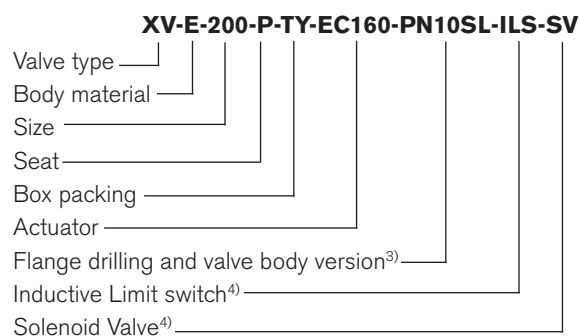 XV-E-200-P-TY-EC160-PN10SL-ILS-SV
Valve type
Body material
Size
Seat
Box packing
Actuator
Flange drilling and valve body version³⁾
Inductive Limit switch⁴⁾
Solenoid Valve⁴⁾